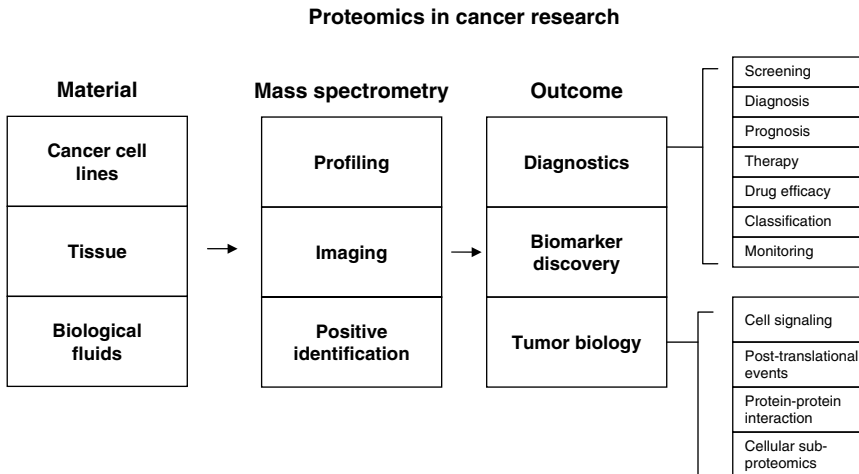 Proteomics in cancer research
Material
Cancer cell
lines
Tissue
Biological
fluids
Mass spectrometry
Profiling
Imaging
Positive
identification
Outcome
Diagnostics
Biomarker
discovery
Tumor biology
Screening
Diagnosis
Prognosis
Therapy
Drug efficacy
Classification
Monitoring
Cell signaling
Post-translational
events
Protein-protein
interaction
Cellular sub-
proteomics